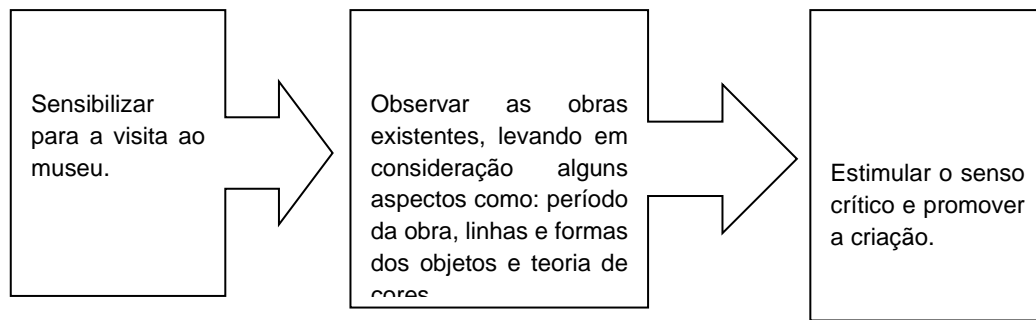 Sensibilizar
para a visita ao
museu.
Observar as obras
existentes, levando em
consideração alguns
aspectos como: período
da obra, linhas e formas
dos objetos e teoria de
cores
Estimular o senso
crítico e promover
a criação.